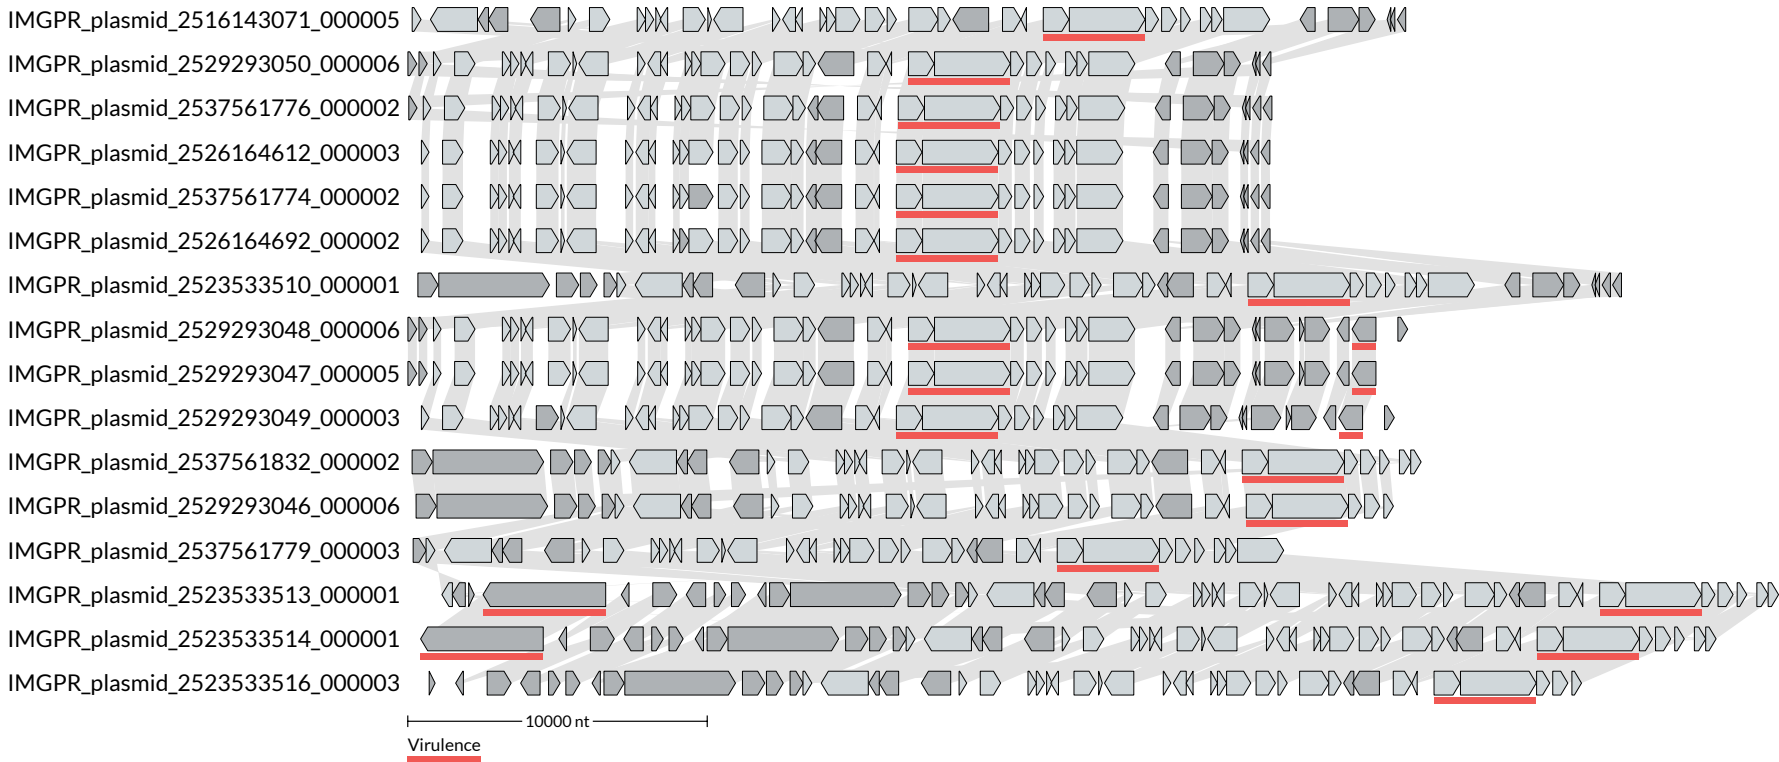 IMGPR_plasmid_2516143071_000005
IMGPR_plasmid_2529293050_000006
IMGPR_plasmid_2537561776_000002
IMGPR_plasmid_2526164612_000003
IMGPR_plasmid_2537561774_000002
IMGPR_plasmid_2526164692_000002
IMGPR_plasmid_2523533510_000001
IMGPR_plasmid_2529293048_000006
IMGPR_plasmid_2529293047_000005
IMGPR_plasmid_2529293049_000003
IMGPR_plasmid_2537561832_000002
IMGPR_plasmid_2529293046_000006
IMGPR_plasmid_2537561779_000003
IMGPR_plasmid_2523533513_000001
IMGPR_plasmid_2523533514_000001
IMGPR_plasmid_2523533516_000003
10000 nt
Virulence